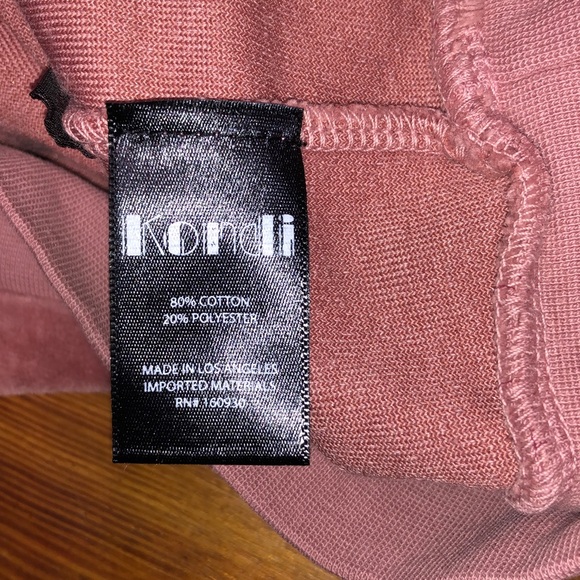 Kondi
80% COTTON
20% POLYESTER
MADE IN LOS ANGELES
IMPORTED MATERIALS
RN# 160930